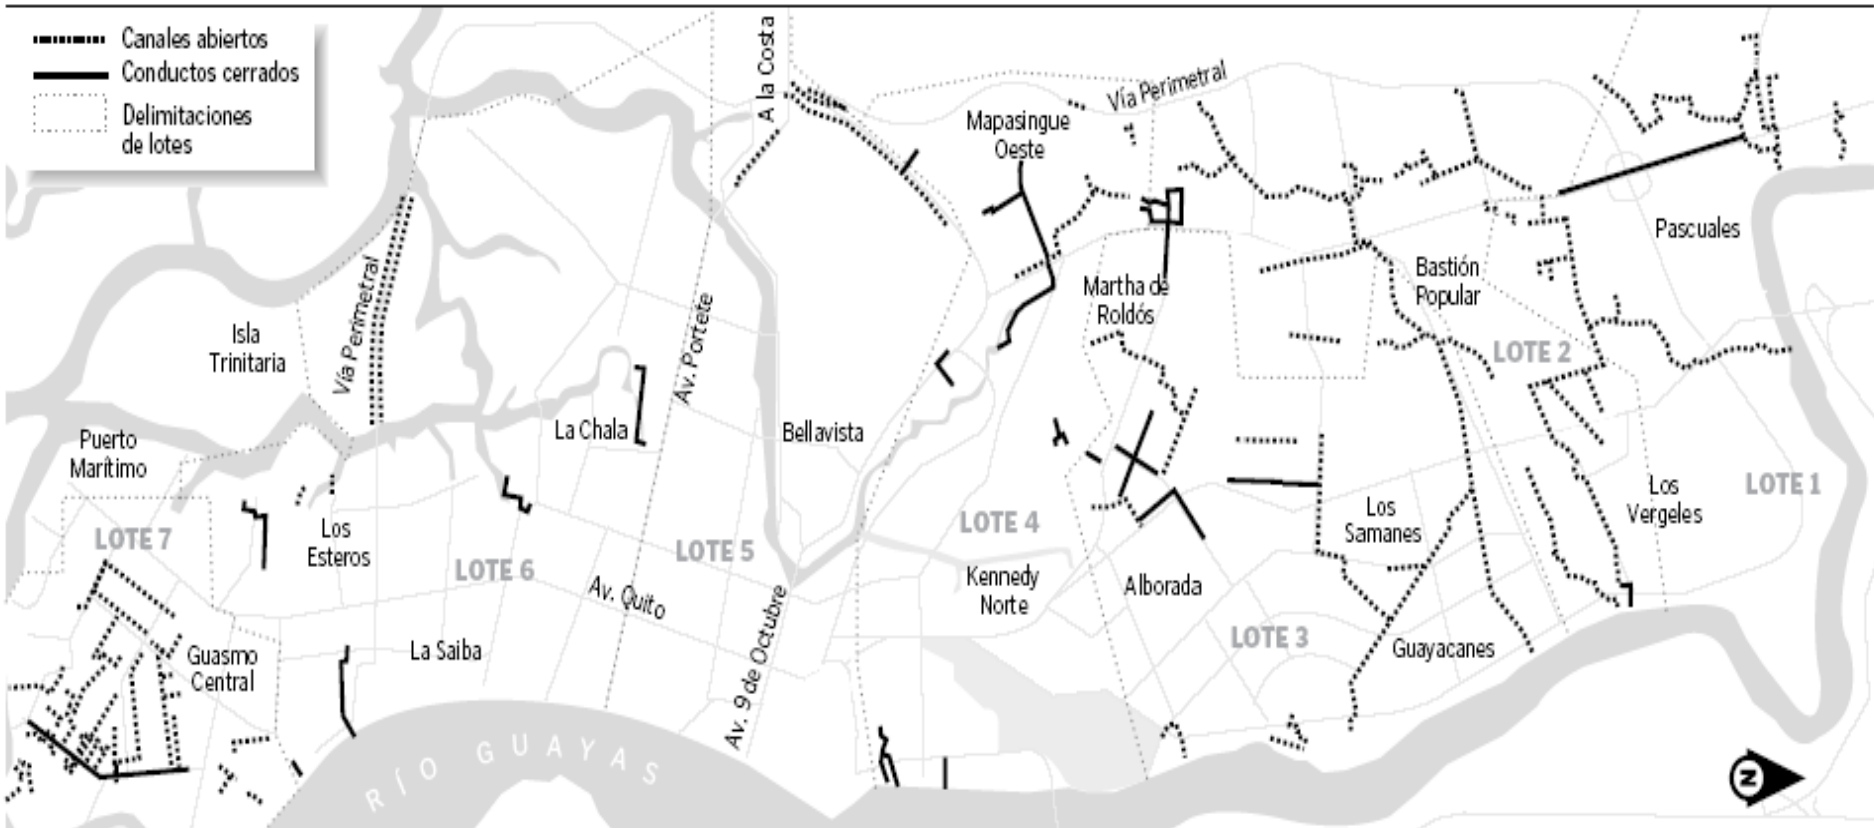 Canales abiertos
Conductos cerrados
Delimitaciones
de lotes
A la Costa
Mapasingue
Oeste
Vía Perimetral
Pascuales
Bastión
Popular
Martha de
Roldós
Isla
Trinitaria
Vía Perimetral
Av. Portete
LOTE 2
La Chala
Bellavista
Puerto
Marítimo
Los
Vergeles
LOTE 1
Los
Samanes
LOTE 7
Los
Esteros
LOTE 6
LOTE 5
LOTE 4
Kennedy
Norte
Alborada
Av. Quito
LOTE 3
Guayacanes
Guasmo
Central
La Saiba
Av. 9 de Octubre
RÍO GUAYAS
N